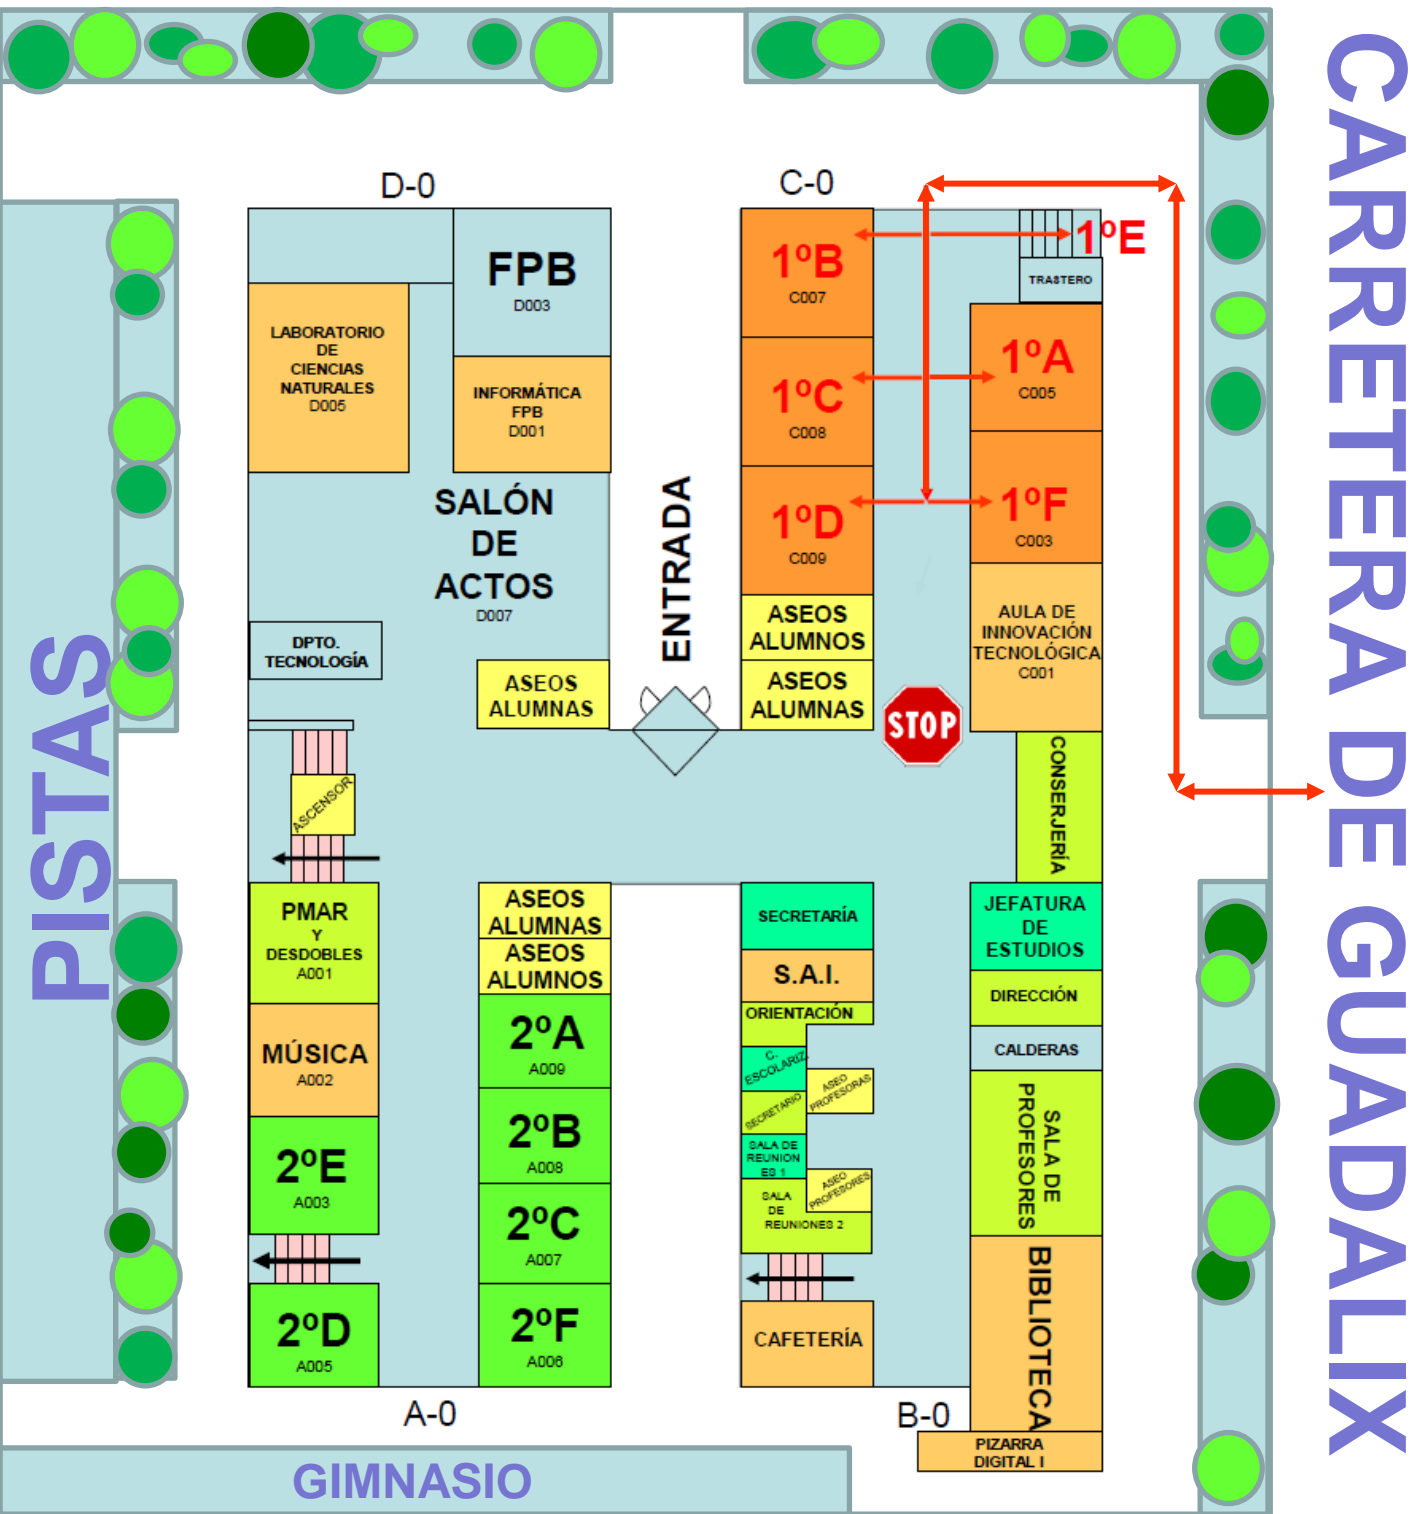 D-0
C-0
FPB
D003
LABORATORIO
DE
CIENCIAS
NATURALES
D005
INFORMÁTICA
FPB
D001
SALÓN
DE
ACTOS
D007
DPTO.
TECNOLOGÍA
ASEOS
ALUMNAS
ASCENSOR
ENTRADA
1ºB
C007
1ºE
TRASTERO
1ºC
C008
1ºA
C005
1ºD
C009
1ºF
C003
ASEOS
ALUMNOS
ASEOS
ALUMNAS
STOP
AULA DE
INNOVACIÓN
TECNOLÓGICA
C001
CONSERJERÍA
PISTAS
CARRETERA DE GUADALIX
PMAR
Y
DESDOBLES
A001
MÚSICA
A002
2ºE
A003
2ºD
A005
ASEOS
ALUMNAS
ASEOS
ALUMNOS
2ºA
A009
2ºB
A008
2ºC
A007
2ºF
A006
SECRETARÍA
S.A.I.
ORIENTACIÓN
C.
ESCOLARIZ.
ASEO
PROFESORAS
SECRETARIO
SALA DE
REUNION
ES 1
ASEO
PROFESORES
SALA
DE
REUNIONES 2
CAFETERÍA
JEFATURA
DE
ESTUDIOS
DIRECCIÓN
CALDERAS
SALA DE
PROFESORES
BIBLIOTECA
PIZARRA
DIGITAL I
A-0
B-0
GIMNASIO